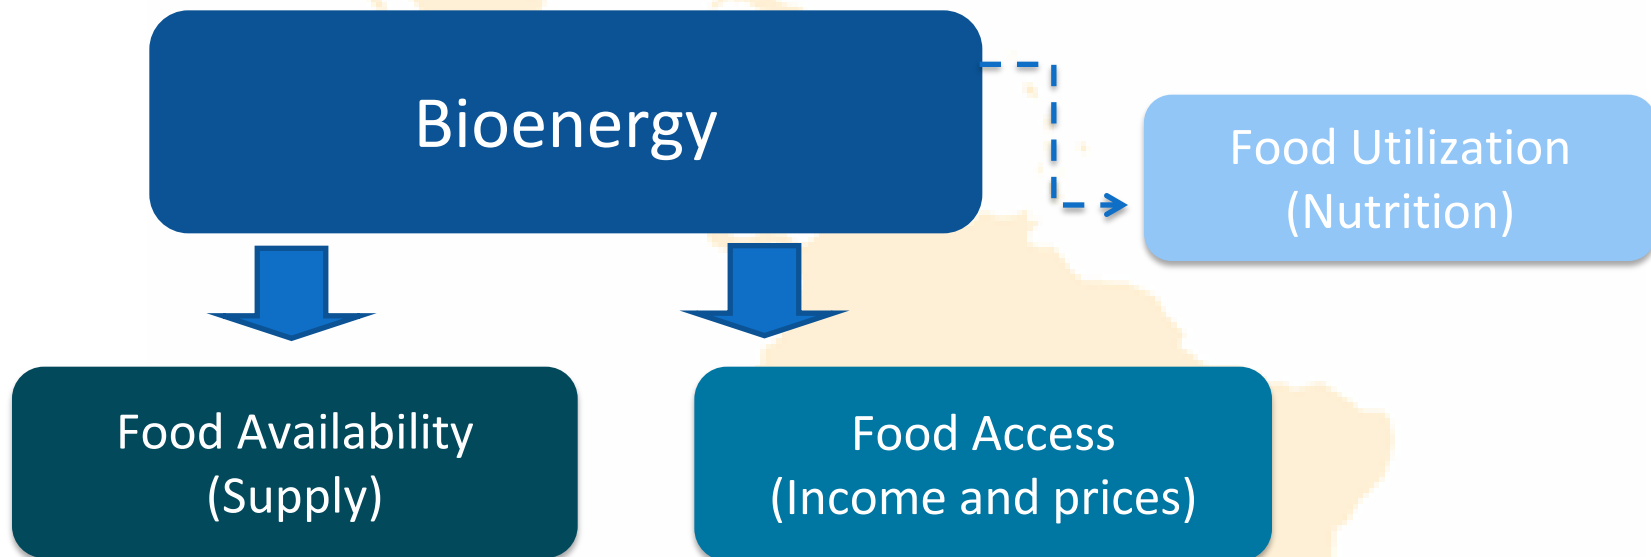 Bioenergy
Food Utilization
(Nutrition)
Food Availability
(Supply)
Food Access
(Income and prices)